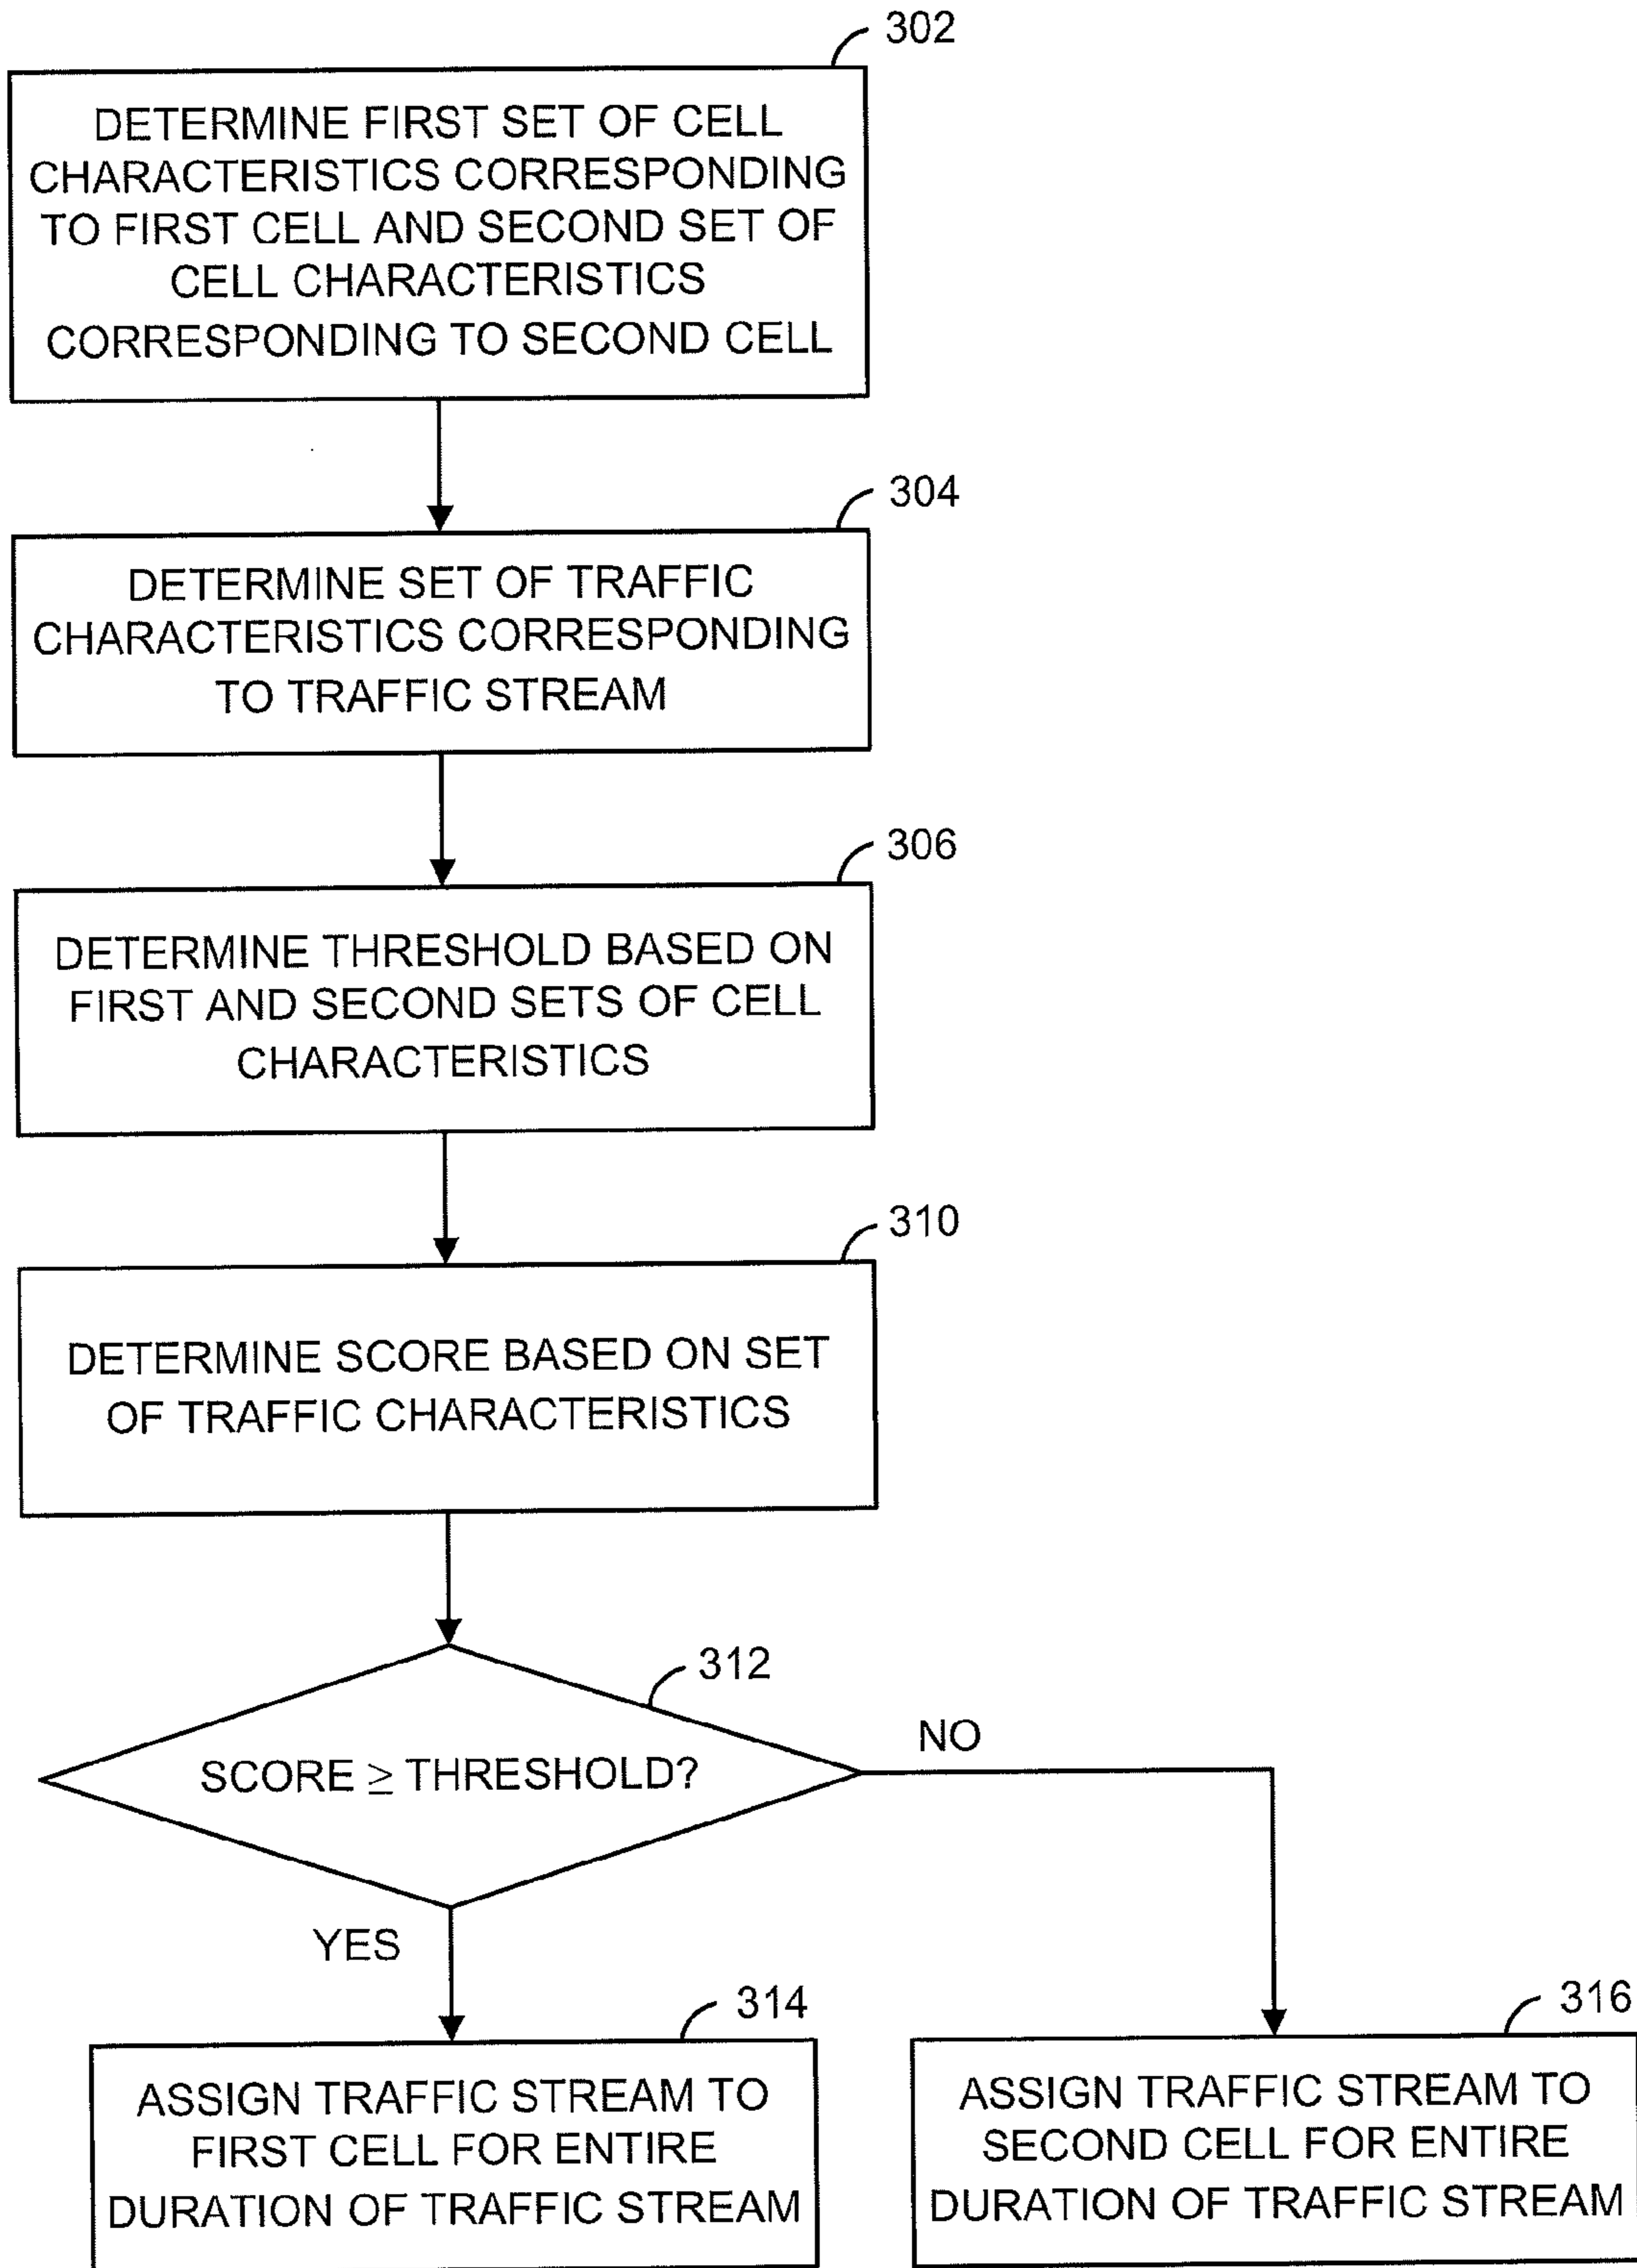 302
DETERMINE FIRST SET OF CELL
CHARACTERISTICS CORRESPONDING
TO FIRST CELL AND SECOND SET OF
CELL CHARACTERISTICS
CORRESPONDING TO SECOND CELL
304
DETERMINE SET OF TRAFFIC
CHARACTERISTICS CORRESPONDING
TO TRAFFIC STREAM
306
DETERMINE THRESHOLD BASED ON
FIRST AND SECOND SETS OF CELL
CHARACTERISTICS
310
DETERMINE SCORE BASED ON SET
OF TRAFFIC CHARACTERISTICS
312
SCORE ≥ THRESHOLD?
NO
YES
314
ASSIGN TRAFFIC STREAM TO
FIRST CELL FOR ENTIRE
DURATION OF TRAFFIC STREAM
316
ASSIGN TRAFFIC STREAM TO
SECOND CELL FOR ENTIRE
DURATION OF TRAFFIC STREAM